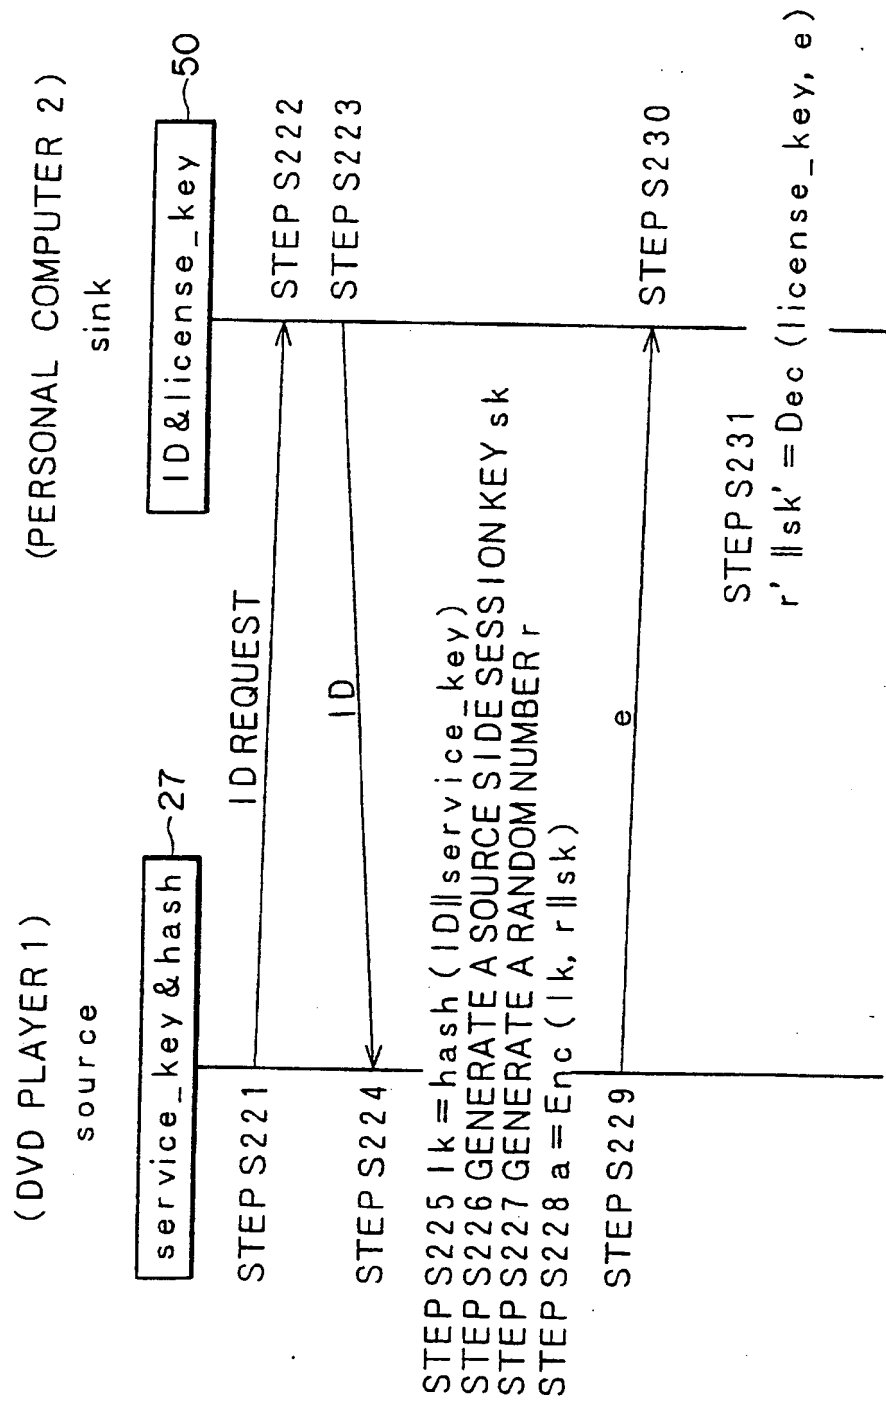 (DVD PLAYER 1)
source
(PERSONAL COMPUTER 2)
sink
service_key & hash
27
ID & license_key
50
STEP S221
ID REQUEST
STEP S222
STEP S223
ID
STEP S224
STEP S225 lk = hash (ID||service_key)
STEP S226 GENERATE A SOURCE SIDE SESSION KEY sk
STEP S227 GENERATE A RANDOM NUMBER r
STEP S228 a = Enc (lk, r||sk)
STEP S229
e
STEP S230
STEP S231
r' ||sk' = Dec (license_key, e)